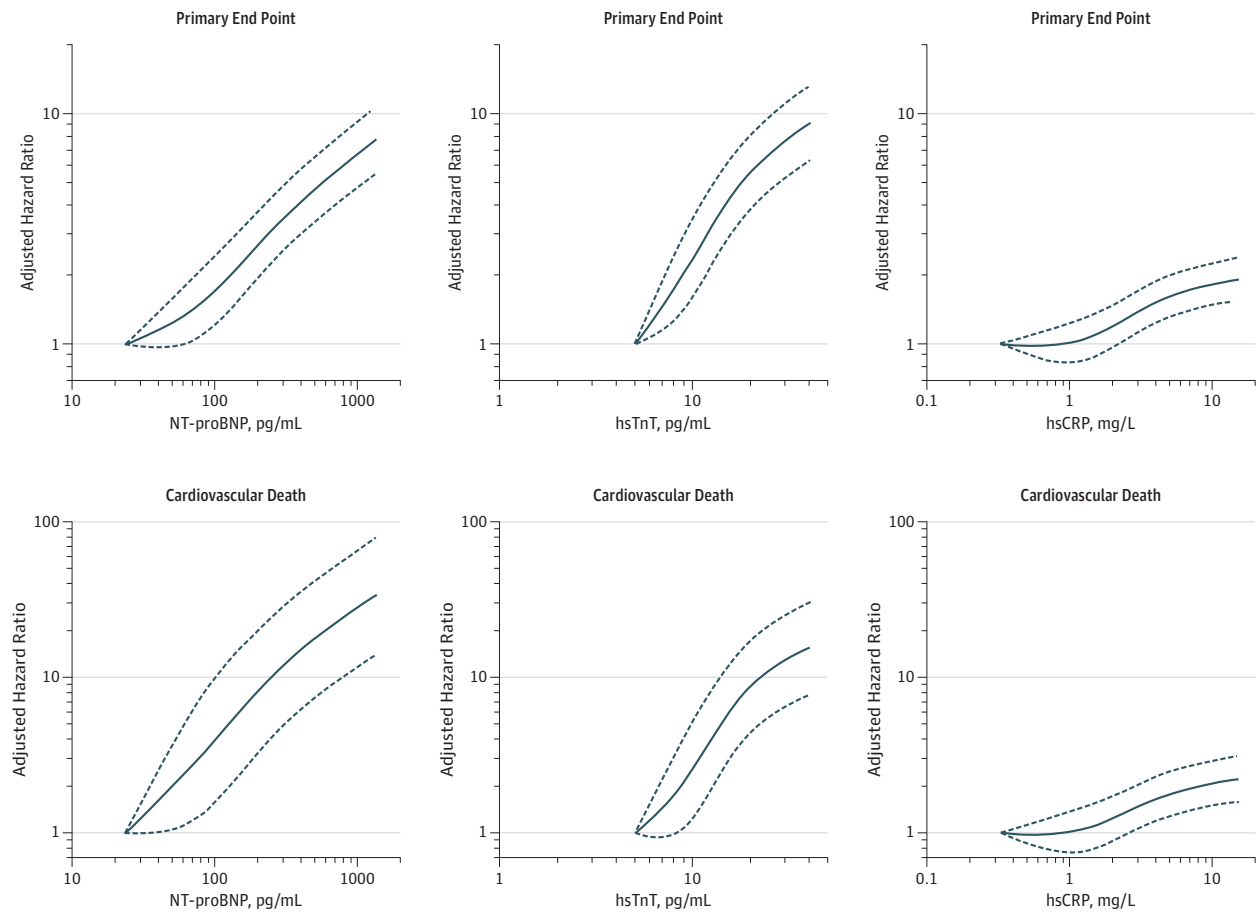 Primary End Point
10
1
Adjusted Hazard Ratio
10
100
1000
NT-proBNP, pg/mL
Primary End Point
10
1
Adjusted Hazard Ratio
1
10
hsTnT, pg/mL
Primary End Point
10
1
Adjusted Hazard Ratio
0.1
1
10
hsCRP, mg/L
Cardiovascular Death
100
10
1
Adjusted Hazard Ratio
10
100
1000
NT-proBNP, pg/mL
Cardiovascular Death
100
10
1
Adjusted Hazard Ratio
1
10
hsTnT, pg/mL
Cardiovascular Death
100
10
1
Adjusted Hazard Ratio
0.1
1
10
hsCRP, mg/L